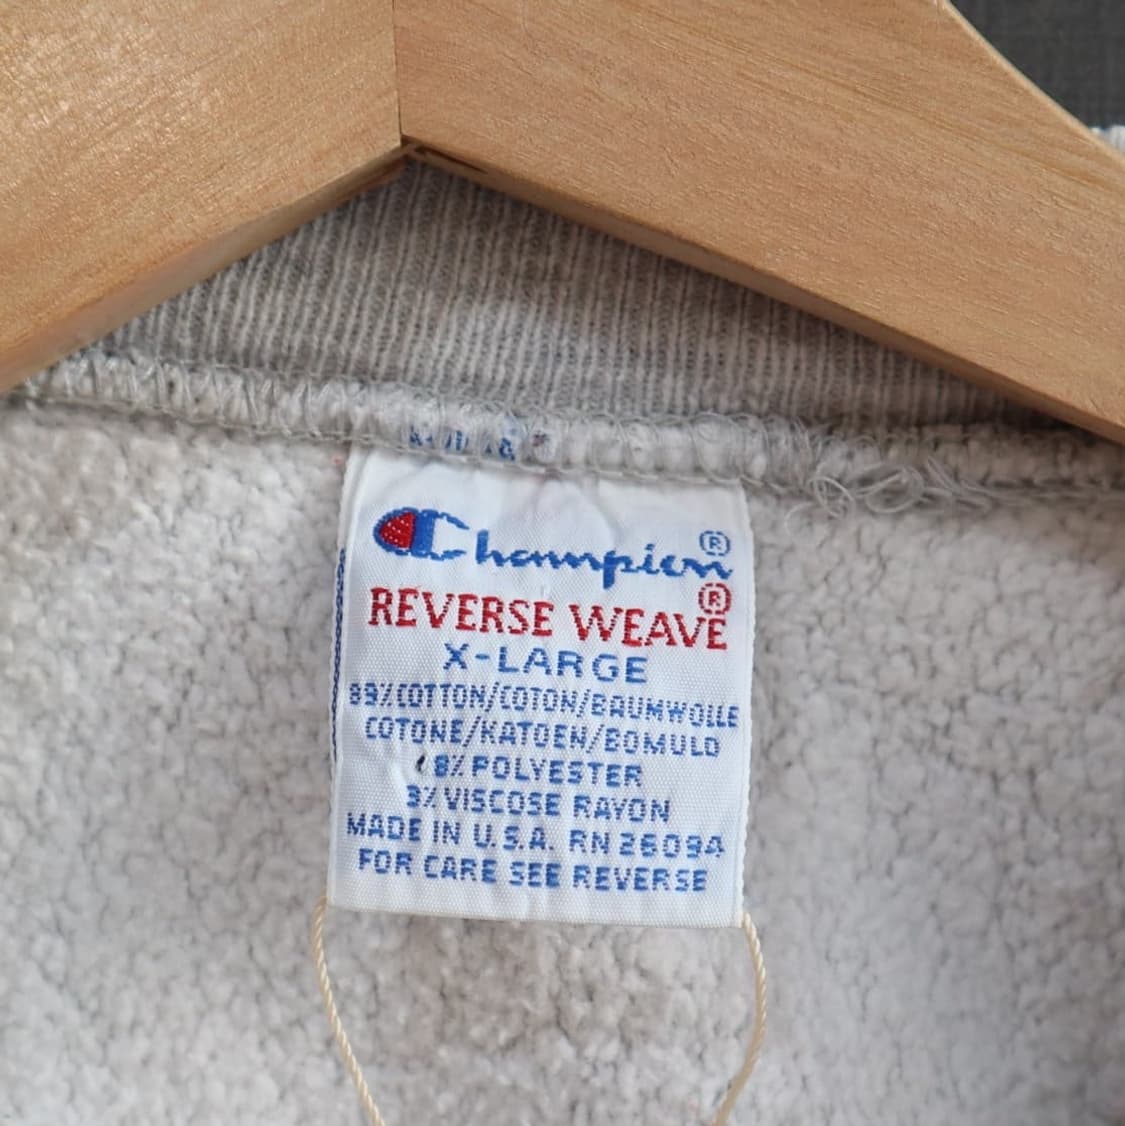 Champion®
REVERSE WEAVE®
X-LARGE
89% COTTON/COTON/BAUMWOLLE
COTONE/KATOEN/BOMULD
8% POLYESTER
3% VISCOSE RAYON
MADE IN U.S.A. RN 26094
FOR CARE SEE REVERSE